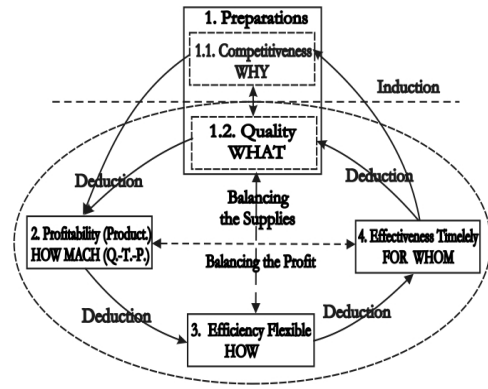 1. Preparations
1.1. Competitiveness
WHY
Induction
1.2. Quality
WHAT
Deduction
Deduction
Balancing
the Supplies
2. Profitability (Product.)
HOW MACH (Q.-T.-P.)
4. Effectiveness Timelely
FOR WHOM
Balancing the Profit
Deduction
Deduction
3. Efficiency Flexible
HOW